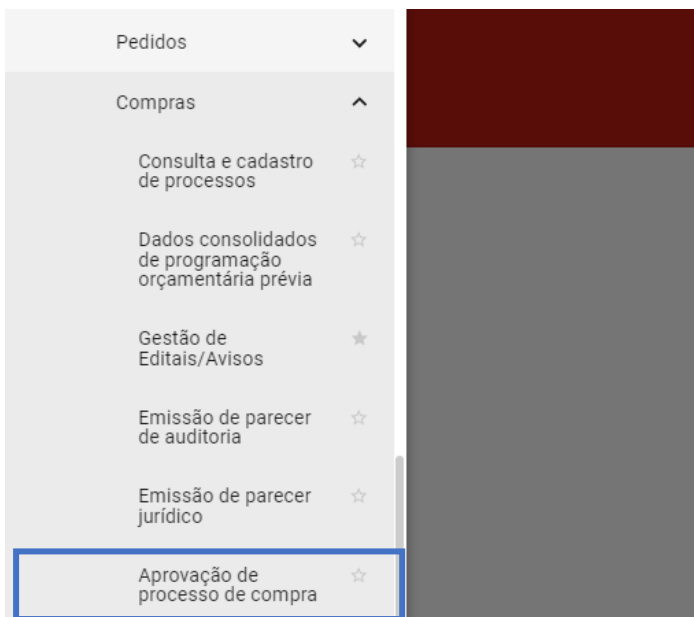 Pedidos
Compras
Consulta e cadastro
de processos
Dados consolidados
de programação
orçamentária prévia
Gestão de
Editais/Avisos
Emissão de parecer
de auditoria
Emissão de parecer
jurídico
Aprovação de
processo de compra